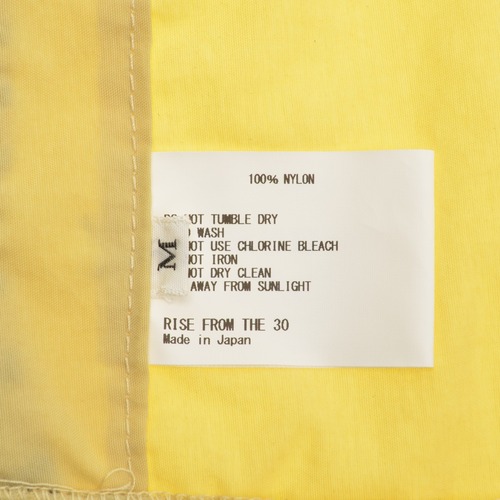 100% NYLON
NOT TUMBLE DRY
WASH
NOT USE CHLORINE BLEACH
M
NOT IRON
NOT DRY CLEAN
AWAY FROM SUNLIGHT
RISE FROM THE 30
Made in Japan